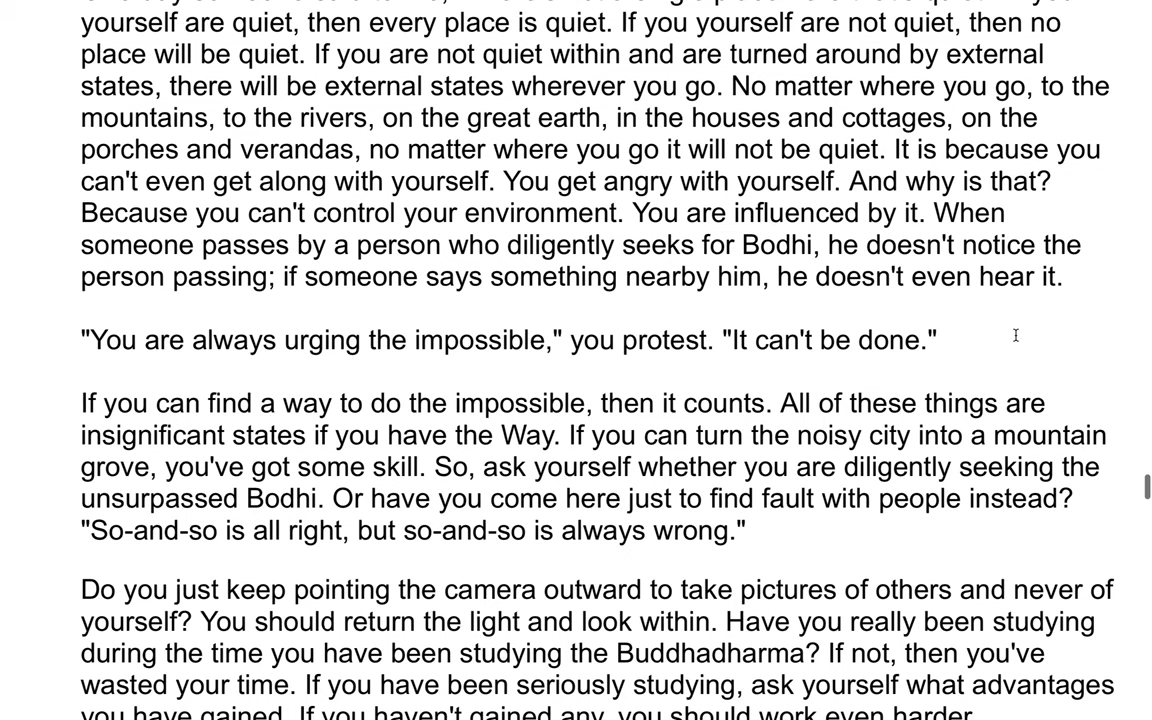 yourself are quiet, then every place is quiet. If you yourself are not quiet, then no
place will be quiet. If you are not quiet within and are turned around by external
states, there will be external states wherever you go. No matter where you go, to the
mountains, to the rivers, on the great earth, in the houses and cottages, on the
porches and verandas, no matter where you go it will not be quiet. It is because you
can't even get along with yourself. You get angry with yourself. And why is that?
Because you can't control your environment. You are influenced by it. When
someone passes by a person who diligently seeks for Bodhi, he doesn't notice the
person passing; if someone says something nearby him, he doesn't even hear it.
"You are always urging the impossible," you protest. "It can't be done."
If you can find a way to do the impossible, then it counts. All of these things are
insignificant states if you have the Way. If you can turn the noisy city into a mountain
grove, you've got some skill. So, ask yourself whether you are diligently seeking the
unsurpassed Bodhi. Or have you come here just to find fault with people instead?
"So-and-so is all right, but so-and-so is always wrong."
Do you just keep pointing the camera outward to take pictures of others and never of
yourself? You should return the light and look within. Have you really been studying
during the time you have been studying the Buddhadharma? If not, then you've
wasted your time. If you have been seriously studying, ask yourself what advantages
you have gained. If you haven't gained any, you should work even harder.